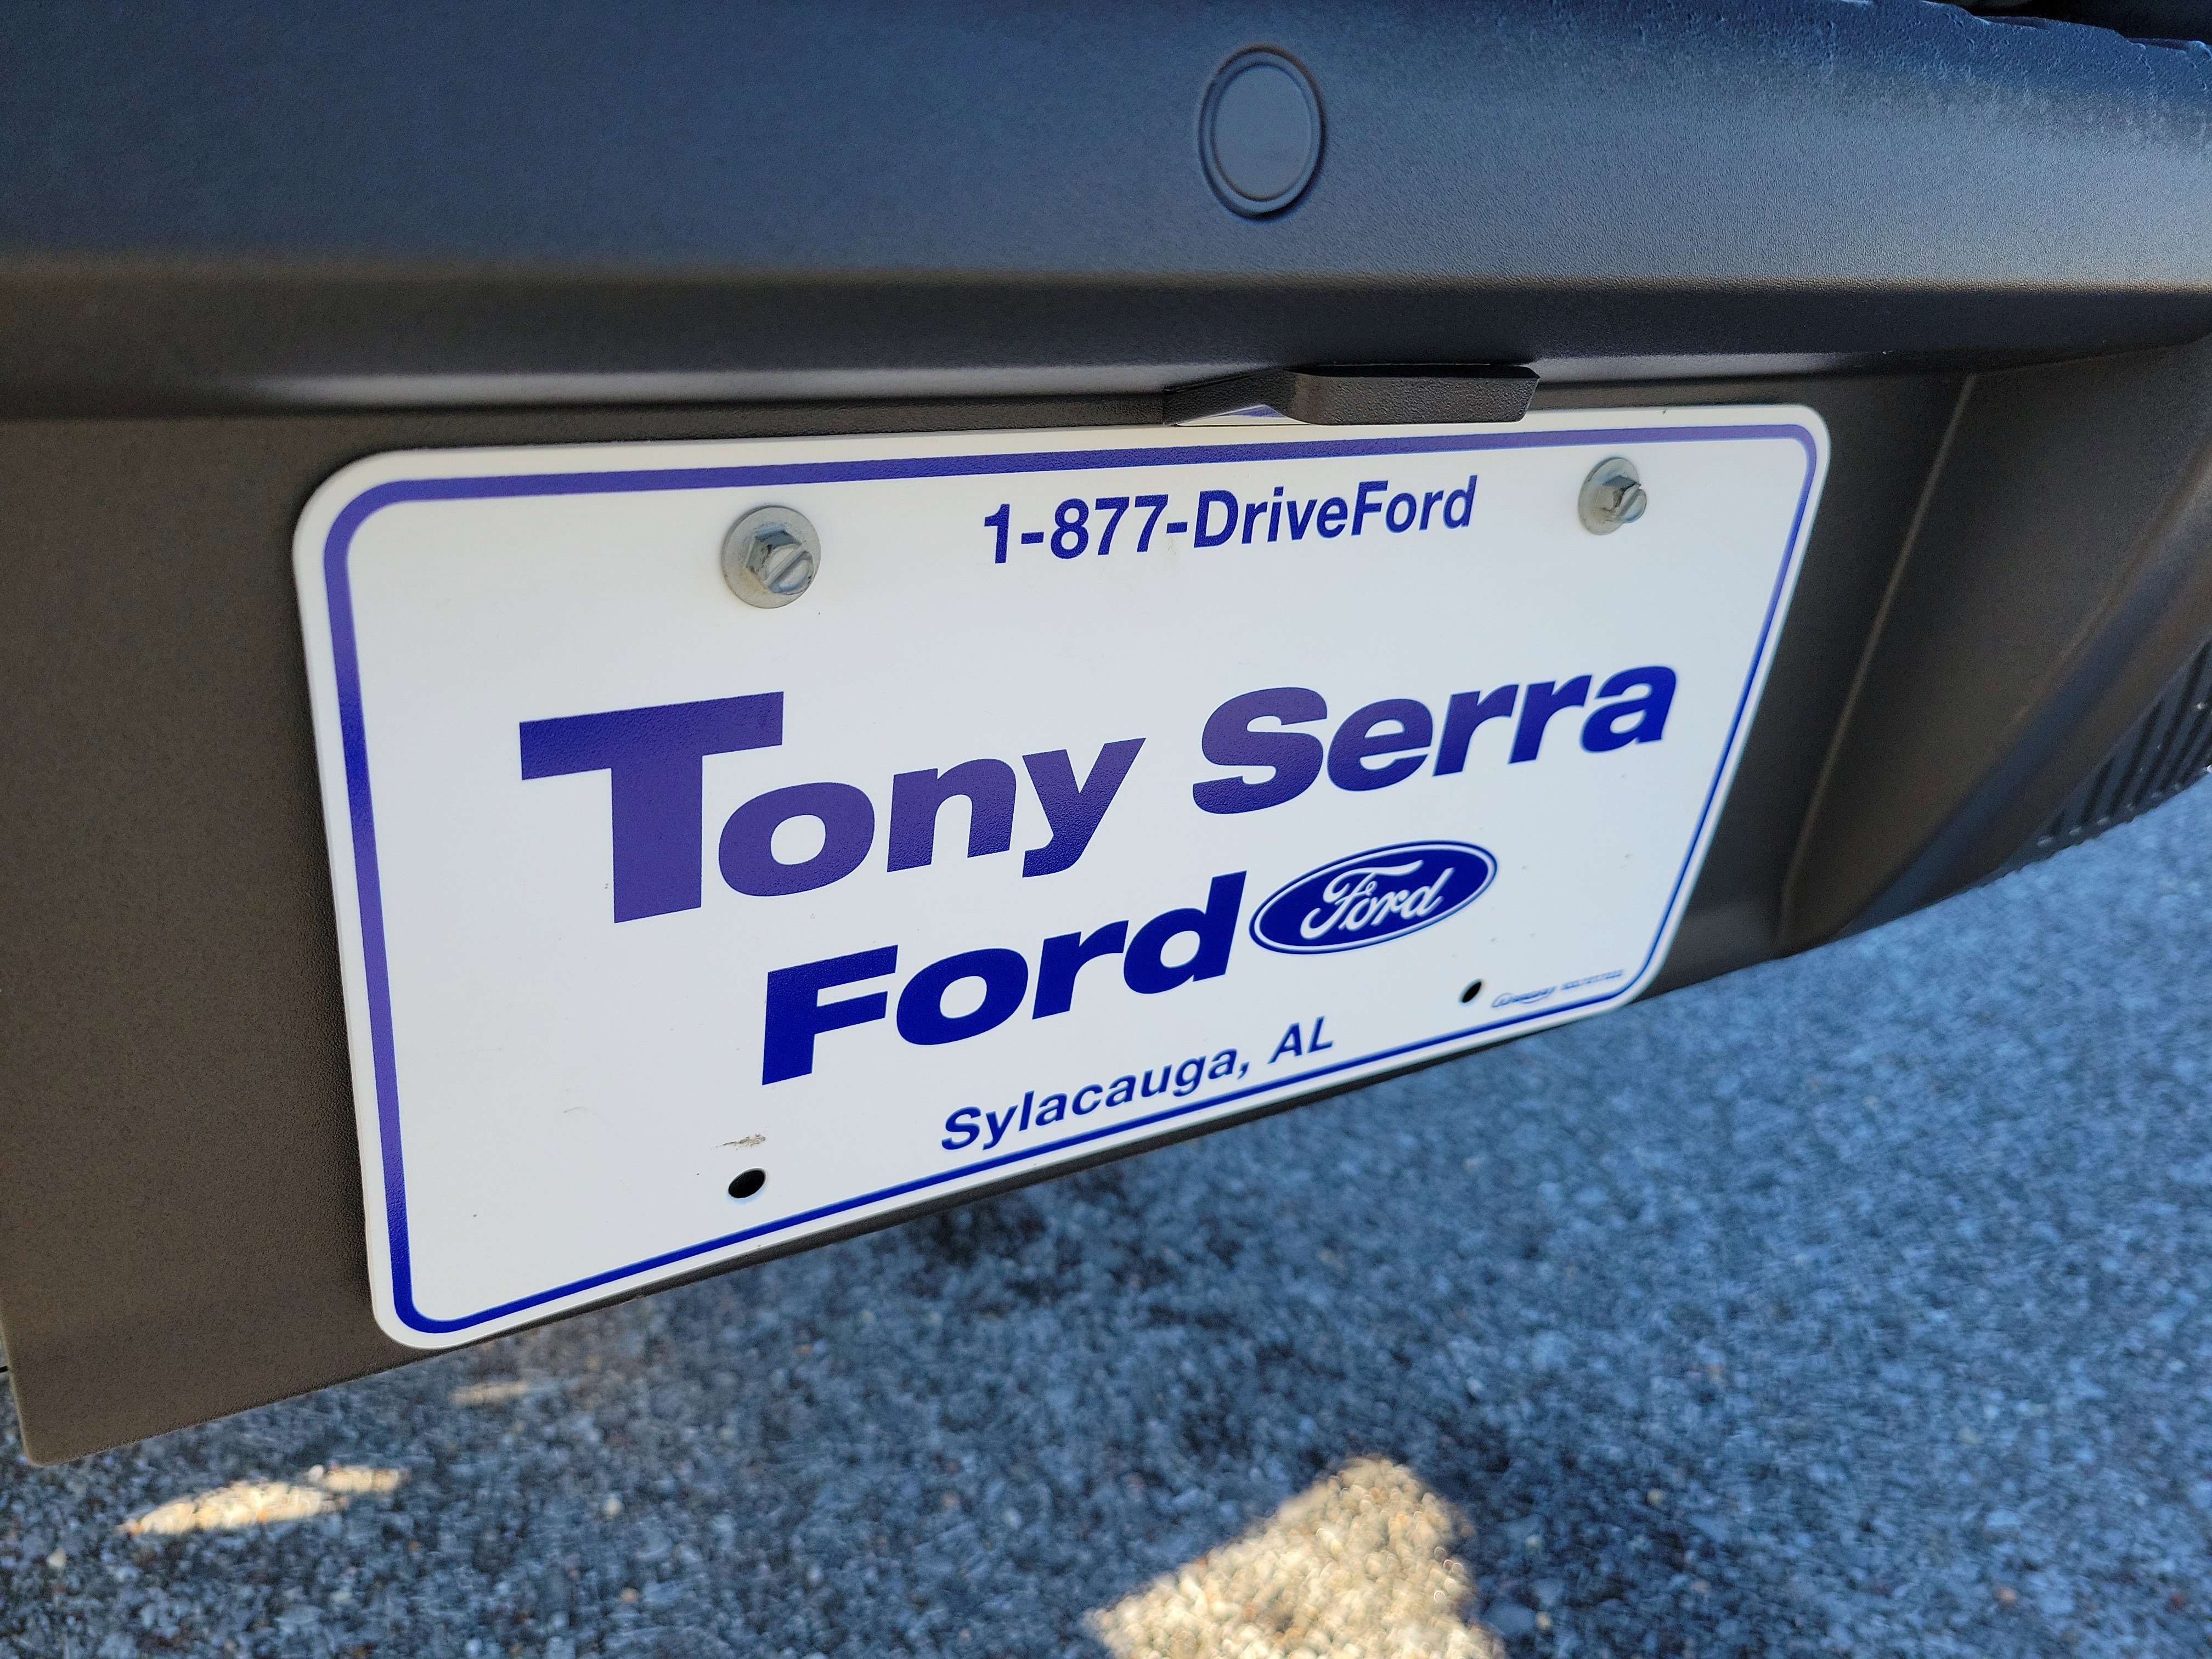 1-877-DriveFord
Tony Serra
Ford Ford
Sylacauga, AL